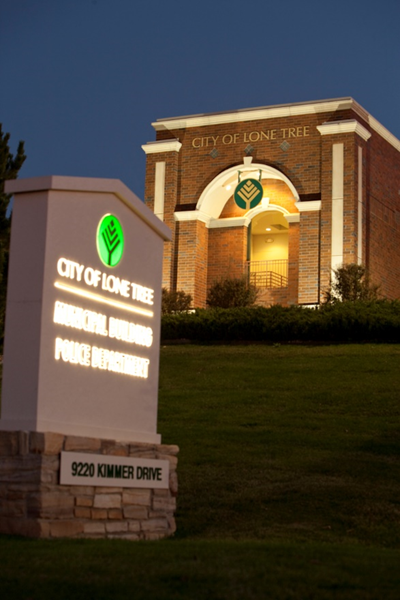 CITY OF LONE TREE
CITY OF LONE TREE
MUNICIPAL BUILDING
POLICE DEPARTMENT
9220 KIMMER DRIVE